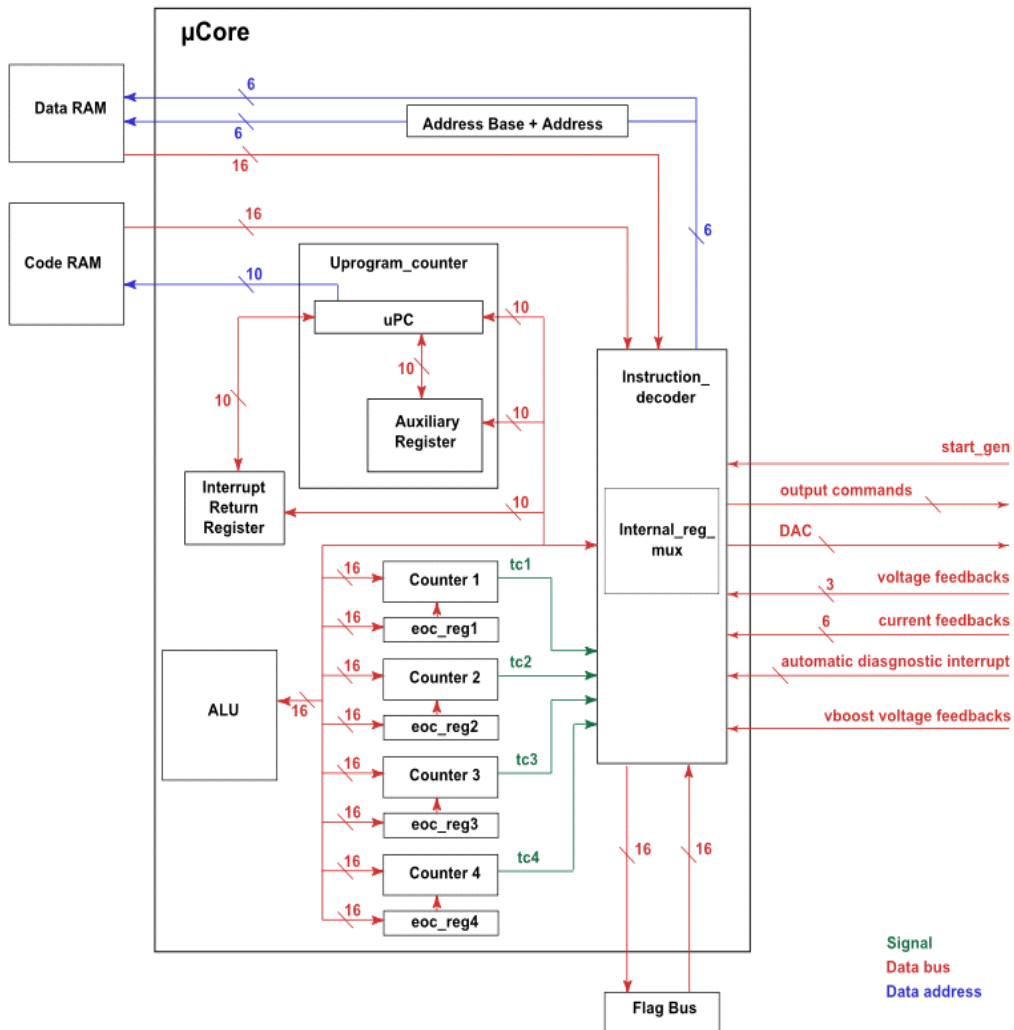 µCore
Data RAM
6
Address Base + Address
6
16
6
Code RAM
16
10
Uprogram_counter
uPC
10
10
10
Auxiliary
Register
10
Interrupt
Return
Register
10
Instruction_
decoder
Internal_reg_
mux
start_gen
output commands
DAC
3
voltage feedbacks
6
current feedbacks
automatic diasgnostic interrupt
vboost voltage feedbacks
16
Counter 1
tc1
16
eoc_reg1
16
Counter 2
tc2
ALU
16
16
eoc_reg2
16
Counter 3
tc3
16
eoc_reg3
16
Counter 4
tc4
16
eoc_reg4
16
16
Flag Bus
Signal
Data bus
Data address